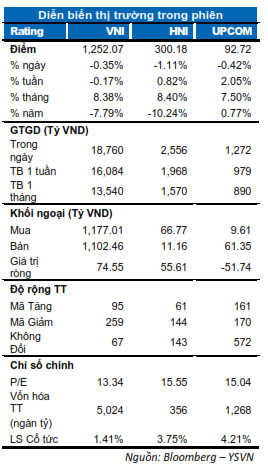 Diễn biến thị trường trong phiên
Rating VNI HNI UPCOM
Điểm 1,252.07 300.18 92.72
% ngày -0.35% -1.11% -0.42%
% tuần -0.17% 0.82% 2.05%
% tháng 8.38% 8.40% 7.50%
% năm -7.79% -10.24% 0.77%
GTGD (Tỷ VND)
Trong
ngày 18,760 2,556 1,272
TB 1 tuần 16,084 1,968 979
TB 1
tháng 13,540 1,570 890
Khối ngoại (Tỷ VND)
Mua 1,177.01 66.77 9.61
Bán 1,102.46 11.16 61.35
Giá trị
ròng 74.55 55.61 -51.74
Độ rộng TT
Mã Tăng 95 61 161
Mã Giảm 259 144 170
Không
Đổi 67 143 572
Chỉ số chính
P/E 13.34 15.55 15.04
Vốn hóa
TT
(ngàn tỷ) 5,024 356 1,268
LS Cổ tức 1.41% 3.75% 4.21%
Nguồn: Bloomberg – YSVN